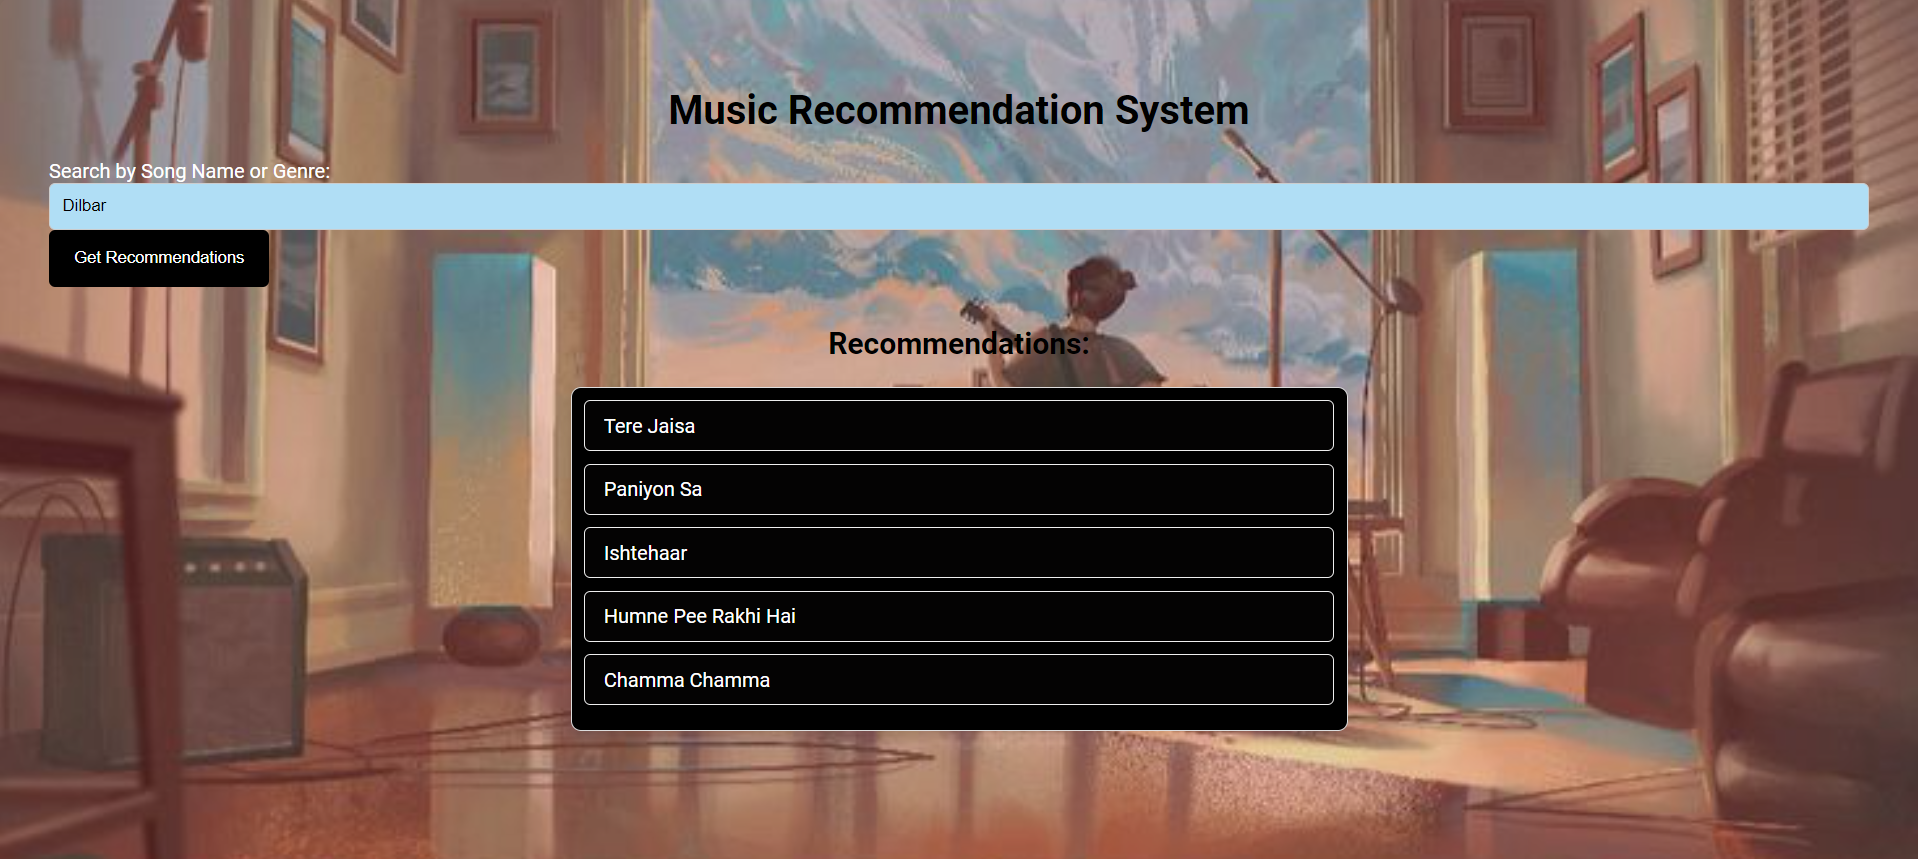 Music Recommendation System
Search by Song Name or Genre:
Dilbar
Get Recommendations
Recommendations:
Tere Jaisa
Paniyon Sa
Ishtehaar
Humne Pee Rakhi Hai
Chamma Chamma